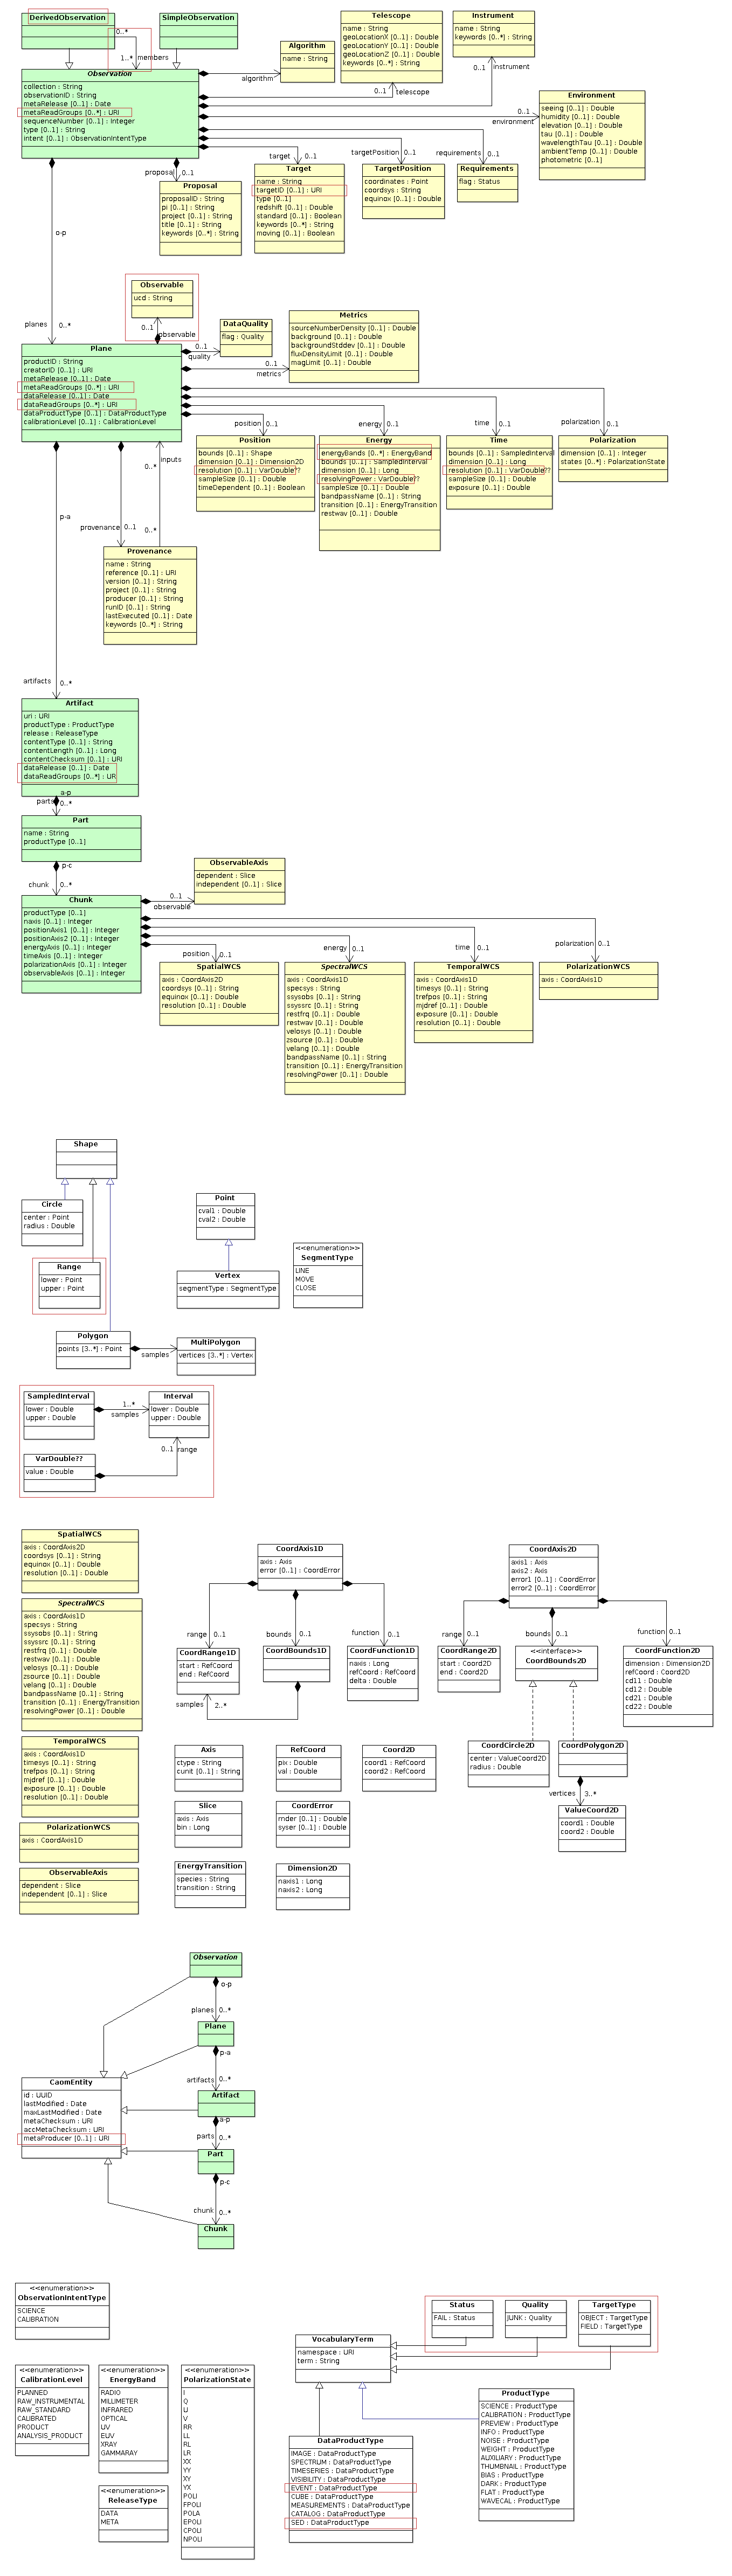 DerivedObservation
0..*
SimpleObservation
1..*
members
Observation
collection : String
observationID : String
metaRelease [0..1] : Date
metaReadGroups [0..*] : URI
sequenceNumber [0..1] : Integer
type [0..1] : String
intent [0..1] : ObservationIntentType
Algorithm
name : String
algorithm
Telescope
name : String
geoLocationX [0..1] : Double
geoLocationY [0..1] : Double
geoLocationZ [0..1] : Double
keywords [0..*] : String
0..1
telescope
Instrument
name : String
keywords [0..*] : String
0..1
instrument
Environment
seeing [0..1] : Double
humidity [0..1] : Double
elevation [0..1] : Double
tau [0..1] : Double
wavelengthTau [0..1] : Double
ambientTemp [0..1] : Double
photometric [0..1]
0..1
environment
proposal
0..1
Proposal
proposalID : String
pi [0..1] : String
project [0..1] : String
title [0..1] : String
keywords [0..*] : String
target
0..1
Target
name : String
targetID [0..1] : URI
type [0..1]
redshift [0..1] : Double
standard [0..1] : Boolean
keywords [0..*] : String
moving [0..1] : Boolean
targetPosition
0..1
TargetPosition
coordinates : Point
coordsys : String
equinox [0..1] : Double
requirements
0..1
Requirements
flag : Status
o-p
planes
0..*
Observable
ucd : String
0..1
observable
DataQuality
flag : Quality
0..1
quality
Metrics
sourceNumberDensity [0..1] : Double
background [0..1] : Double
backgroundStddev [0..1] : Double
fluxDensityLimit [0..1] : Double
magLimit [0..1] : Double
0..1
metrics
Plane
productID : String
creatorID [0..1] : URI
metaRelease [0..1] : Date
metaReadGroups [0..*] : URI
dataRelease [0..1] : Date
dataReadGroups [0..*] : URI
dataProductType [0..1] : DataProductType
calibrationLevel [0..1] : CalibrationLevel
position
0..1
Position
bounds [0..1] : Shape
dimension [0..1] : Dimension2D
resolution [0..1] : VarDouble??
sampleSize [0..1] : Double
timeDependent [0..1] : Boolean
energy
0..1
Energy
energyBands [0..*] : EnergyBand
bounds [0..1] : SampledInterval
dimension [0..1] : Long
resolvingPower : VarDouble??
sampleSize [0..1] : Double
bandpassName [0..1] : String
transition [0..1] : EnergyTransition
restwav [0..1] : Double
time
0..1
Time
bounds [0..1] : SampledInterval
dimension [0..1] : Long
resolution [0..1] : VarDouble??
sampleSize [0..1] : Double
exposure [0..1] : Double
polarization
0..1
Polarization
dimension [0..1] : Integer
states [0..*] : PolarizationState
p-a
provenance
0..1
inputs
0..*
0..*
Provenance
name : String
reference [0..1] : URI
version [0..1] : String
project [0..1] : String
producer [0..1] : String
runID [0..1] : String
lastExecuted [0..1] : Date
keywords [0..*] : String
artifacts
0..*
Artifact
uri : URI
productType : ProductType
release : ReleaseType
contentType [0..1] : String
contentLength [0..1] : Long
contentChecksum [0..1] : URI
dataRelease [0..1] : Date
dataReadGroups [0..*] : URI
a-p
parts
0..*
Part
name : String
productType [0..1]
p-c
chunk
0..*
Chunk
productType [0..1]
naxis [0..1] : Integer
positionAxis1 [0..1] : Integer
positionAxis2 [0..1] : Integer
energyAxis [0..1] : Integer
timeAxis [0..1] : Integer
polarizationAxis [0..1] : Integer
observableAxis [0..1] : Integer
ObservableAxis
dependent : Slice
independent [0..1] : Slice
0..1
observable
position
0..1
SpatialWCS
axis : CoordAxis2D
coordsys [0..1] : String
equinox [0..1] : Double
resolution [0..1] : Double
energy
0..1
SpectralWCS
axis : CoordAxis1D
specsys : String
ssysobs [0..1] : String
ssyssrc [0..1] : String
restfrq [0..1] : Double
restwav [0..1] : Double
velosys [0..1] : Double
zsource [0..1] : Double
velang [0..1] : Double
bandpassName [0..1] : String
transition [0..1] : EnergyTransition
resolvingPower [0..1] : Double
time
0..1
TemporalWCS
axis : CoordAxis1D
timesys [0..1] : String
trefpos [0..1] : String
mjdref [0..1] : Double
exposure [0..1] : Double
resolution [0..1] : Double
polarization
0..1
PolarizationWCS
axis : CoordAxis1D
Shape
Circle
center : Point
radius : Double
Range
lower : Point
upper : Point
Point
cval1 : Double
cval2 : Double
Vertex
segmentType : SegmentType
<<enumeration>>
SegmentType
LINE
MOVE
CLOSE
Polygon
points [3..*] : Point
samples
MultiPolygon
vertices [3..*] : Vertex
SampledInterval
lower : Double
upper : Double
1..*
samples
Interval
lower : Double
upper : Double
0..1
range
VarDouble??
value : Double
SpatialWCS
axis : CoordAxis2D
coordsys [0..1] : String
equinox [0..1] : Double
resolution [0..1] : Double
SpectralWCS
axis : CoordAxis1D
specsys : String
ssysobs [0..1] : String
ssyssrc [0..1] : String
restfrq [0..1] : Double
restwav [0..1] : Double
velosys [0..1] : Double
zsource [0..1] : Double
velang [0..1] : Double
bandpassName [0..1] : String
transition [0..1] : EnergyTransition
resolvingPower [0..1] : Double
TemporalWCS
axis : CoordAxis1D
timesys [0..1] : String
trefpos [0..1] : String
mjdref [0..1] : Double
exposure [0..1] : Double
resolution [0..1] : Double
PolarizationWCS
axis : CoordAxis1D
ObservableAxis
dependent : Slice
independent [0..1] : Slice
CoordAxis1D
axis : Axis
error [0..1] : CoordError
range
0..1
bounds
0..1
function
0..1
CoordRange1D
start : RefCoord
end : RefCoord
CoordBounds1D
CoordFunction1D
naxis : Long
refCoord : RefCoord
delta : Double
samples
2..*
CoordAxis2D
axis1 : Axis
axis2 : Axis
error1 [0..1] : CoordError
error2 [0..1] : CoordError
range
0..1
bounds
0..1
function
0..1
CoordRange2D
start : Coord2D
end : Coord2D
<<interface>>
CoordBounds2D
CoordFunction2D
dimension : Dimension2D
refCoord : Coord2D
cd11 : Double
cd12 : Double
cd21 : Double
cd22 : Double
CoordCircle2D
center : ValueCoord2D
radius : Double
CoordPolygon2D
vertices
3..*
ValueCoord2D
coord1 : Double
coord2 : Double
Axis
ctype : String
cunit [0..1] : String
RefCoord
pix : Double
val : Double
Coord2D
coord1 : RefCoord
coord2 : RefCoord
Slice
axis : Axis
bin : Long
CoordError
rnder [0..1] : Double
syser [0..1] : Double
EnergyTransition
species : String
transition : String
Dimension2D
naxis1 : Long
naxis2 : Long
Observation
o-p
planes
0..*
Plane
p-a
artifacts
0..*
Artifact
a-p
parts
0..*
Part
p-c
chunk
0..*
Chunk
CaomEntity
id : UUID
lastModified : Date
maxLastModified : Date
metaChecksum : URI
accMetaChecksum : URI
metaProducer [0..1] : URI
<<enumeration>>
ObservationIntentType
SCIENCE
CALIBRATION
<<enumeration>>
CalibrationLevel
PLANNED
RAW_INSTRUMENTAL
RAW_STANDARD
CALIBRATED
PRODUCT
ANALYSIS_PRODUCT
<<enumeration>>
EnergyBand
RADIO
MILLIMETER
INFRARED
OPTICAL
UV
EUV
XRAY
GAMMARAY
<<enumeration>>
ReleaseType
DATA
META
<<enumeration>>
PolarizationState
I
Q
U
V
RR
LL
RL
LR
XX
YY
XY
YX
POLI
FPOLI
POLA
EPOLI
CPOLI
NPOLI
Status
FAIL : Status
Quality
JUNK : Quality
TargetType
OBJECT : TargetType
FIELD : TargetType
VocabularyTerm
namespace : URI
term : String
DataProductType
IMAGE : DataProductType
SPECTRUM : DataProductType
TIMESERIES : DataProductType
VISIBILITY : DataProductType
EVENT : DataProductType
CUBE : DataProductType
MEASUREMENTS : DataProductType
CATALOG : DataProductType
SED : DataProductType
ProductType
SCIENCE : ProductType
CALIBRATION : ProductType
PREVIEW : ProductType
INFO : ProductType
NOISE : ProductType
WEIGHT : ProductType
AUXILIARY : ProductType
THUMBNAIL : ProductType
BIAS : ProductType
DARK : ProductType
FLAT : ProductType
WAVECAL : ProductType